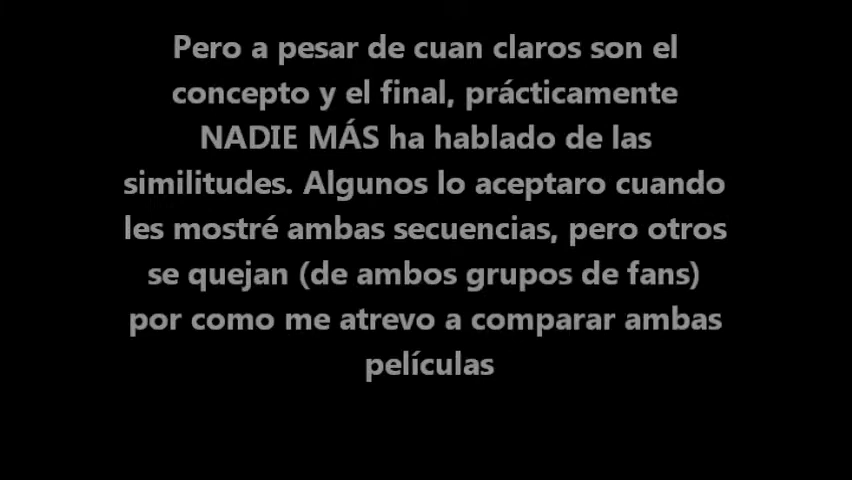 Pero a pesar de cuan claros son el
concepto y el final, prácticamente
NADIE MÁS ha hablado de las
similitudes. Algunos lo aceptaro cuando
les mostré ambas secuencias, pero otros
se quejan (de ambos grupos de fans)
por como me atrevo a comparar ambas
películas